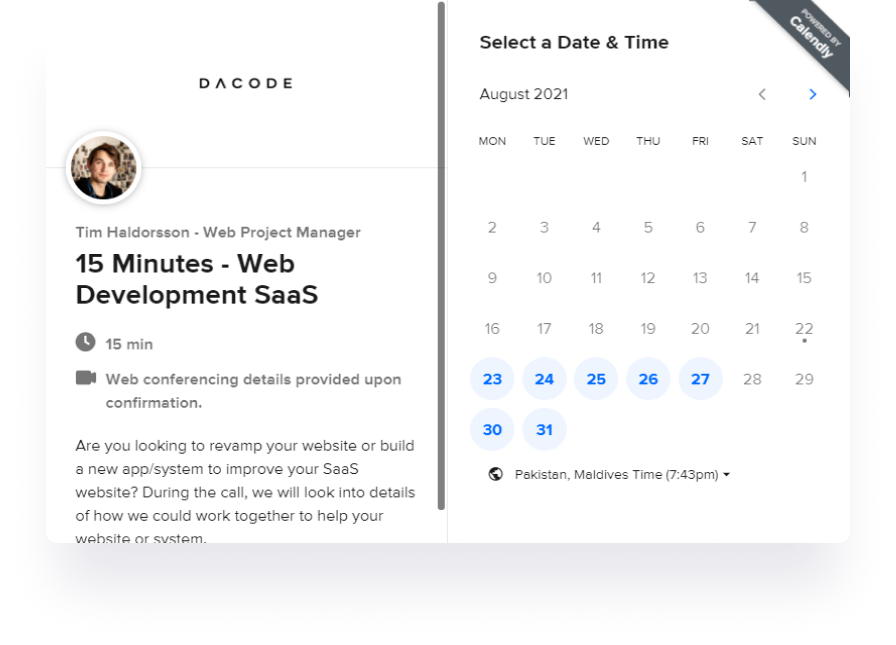 DACODE
Tim Haldorsson - Web Project Manager
15 Minutes - Web
Development SaaS
15 min
Web conferencing details provided upon
confirmation.
Are you looking to revamp your website or build
a new app/system to improve your SaaS
website? During the call, we will look into details
of how we could work together to help your
website or system.
POWERED BY
Calendly
Select a Date & Time
August 2021
MON TUE WED THU FRI SAT SUN
1
2 3 4 5 6 7 8
9 10 11 12 13 14 15
16 17 18 19 20 21 22
23 24 25 26 27 28 29
30 31
Pakistan, Maldives Time (7:43pm)